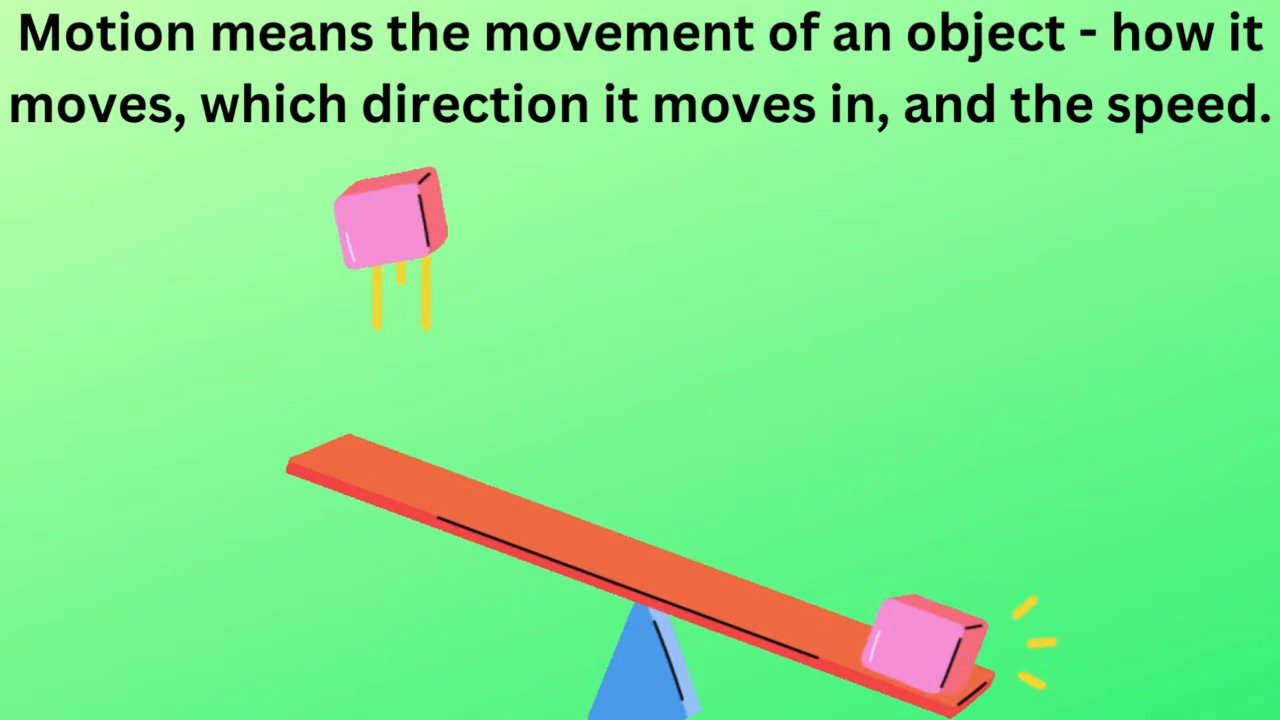 Motion means the movement of an object - how it
moves, which direction it moves in, and the speed.